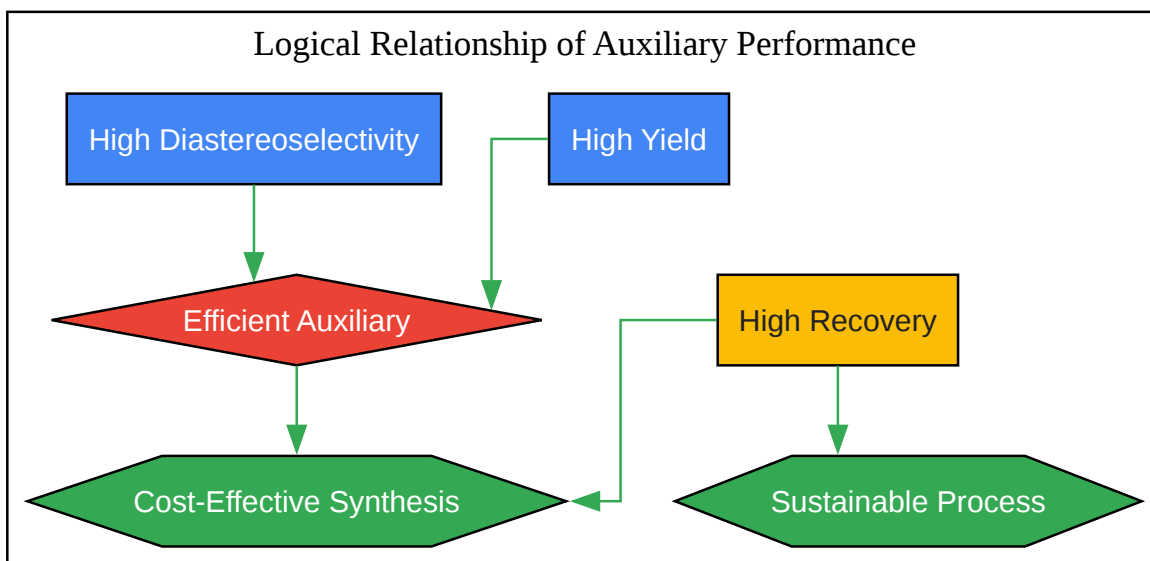 Logical Relationship of Auxiliary Performance
High Diastereoselectivity
High Yield
Efficient Auxiliary
High Recovery
Cost-Effective Synthesis
Sustainable Process